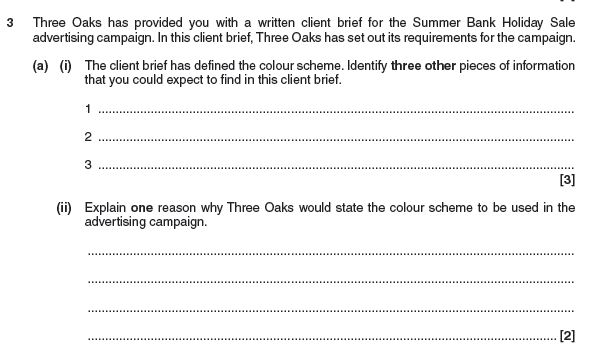 3 Three Oaks has provided you with a written client brief for the Summer Bank Holiday Sale
advertising campaign. In this client brief, Three Oaks has set out its requirements for the campaign.
(a) (i) The client brief has defined the colour scheme. Identify three other pieces of information
that you could expect to find in this client brief.
1 ....................................................................................................
2 ....................................................................................................
3 ....................................................................................................
[3]
(ii) Explain one reason why Three Oaks would state the colour scheme to be used in the
advertising campaign.
....................................................................................................
....................................................................................................
....................................................................................................
.................................................................................................... [2]